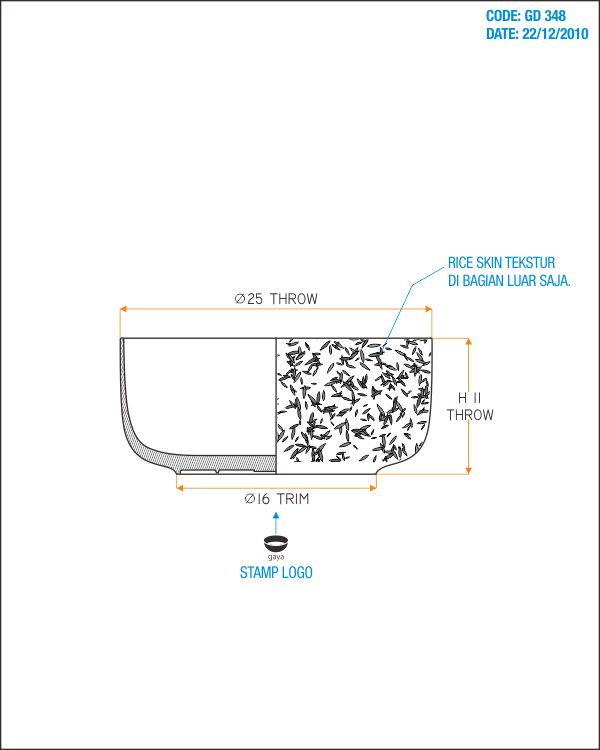 CODE: GD 348
DATE: 22/12/2010
RICE SKIN TEKSTUR
DI BAGIAN LUAR SAJA.
Ø25 THROW
H 11
THROW
Ø16 TRIM
gaya
STAMP LOGO